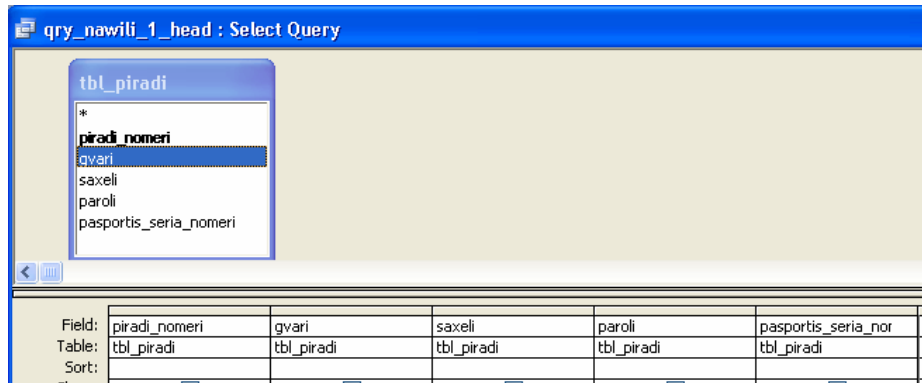 qry_nawili_1_head : Select Query
tbl_piradi
*
piradi_nomeri
gvari
saxeli
paroli
pasportis_seria_nomeri
Field: piradi_nomeri gvari saxeli paroli pasportis_seria_nor
Table: tbl_piradi tbl_piradi tbl_piradi tbl_piradi tbl_piradi
Sort: